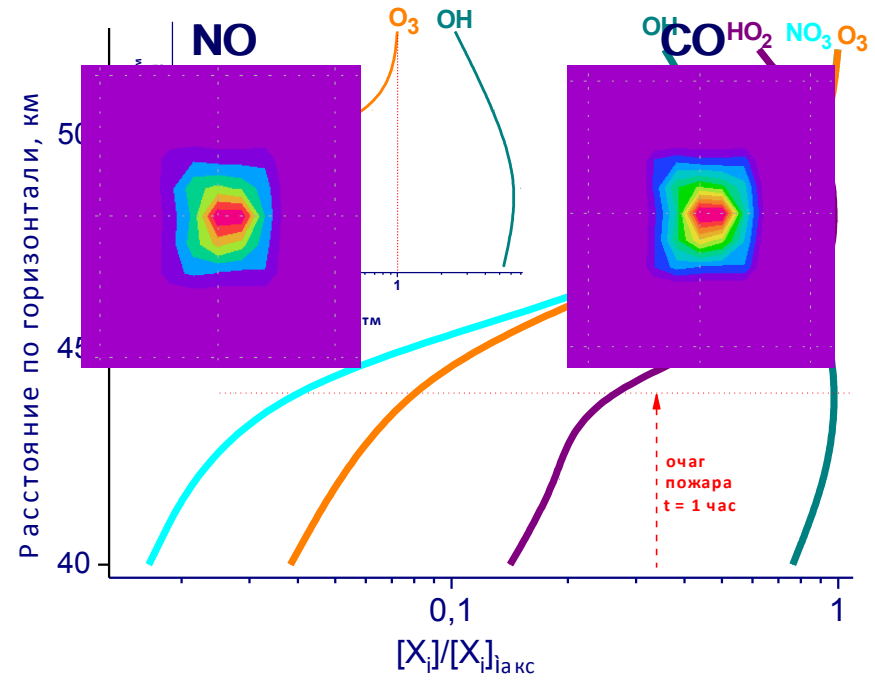 O3 OH
NO
OH
CO
HO2 NO3 O3
Расстояние по горизонтали, км
50
45
40
1
тм
очаг
пожара
t = 1 час
0,1 1
[Xi]/[Xi]ìàкс